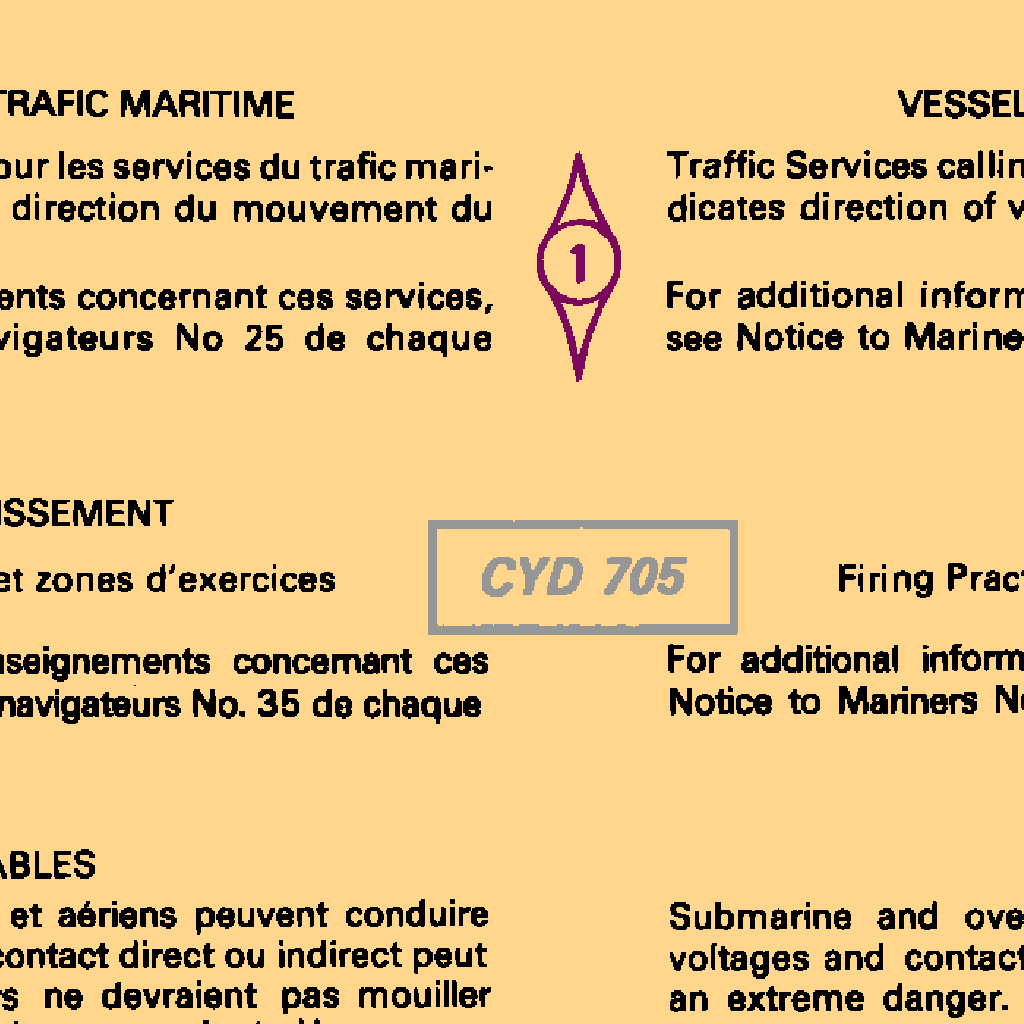 TRAFIC MARITIME
our les services du trafic mari-
direction du mouvement du
ents concernant ces services,
vigateurs No 25 de chaque
1
VESSEL
Traffic Services callin
dicates direction of v
For additional inform
see Notice to Marine
ISSEMENT
et zones d'exercices
CYD 705
Firing Prac
seignements concernant ces
navigateurs No. 35 de chaque
For additional inform
Notice to Mariners No
ABLES
et aériens peuvent conduire
contact direct ou indirect peut
rs ne devraient pas mouiller
Submarine and ove
voltages and contact
an extreme danger.